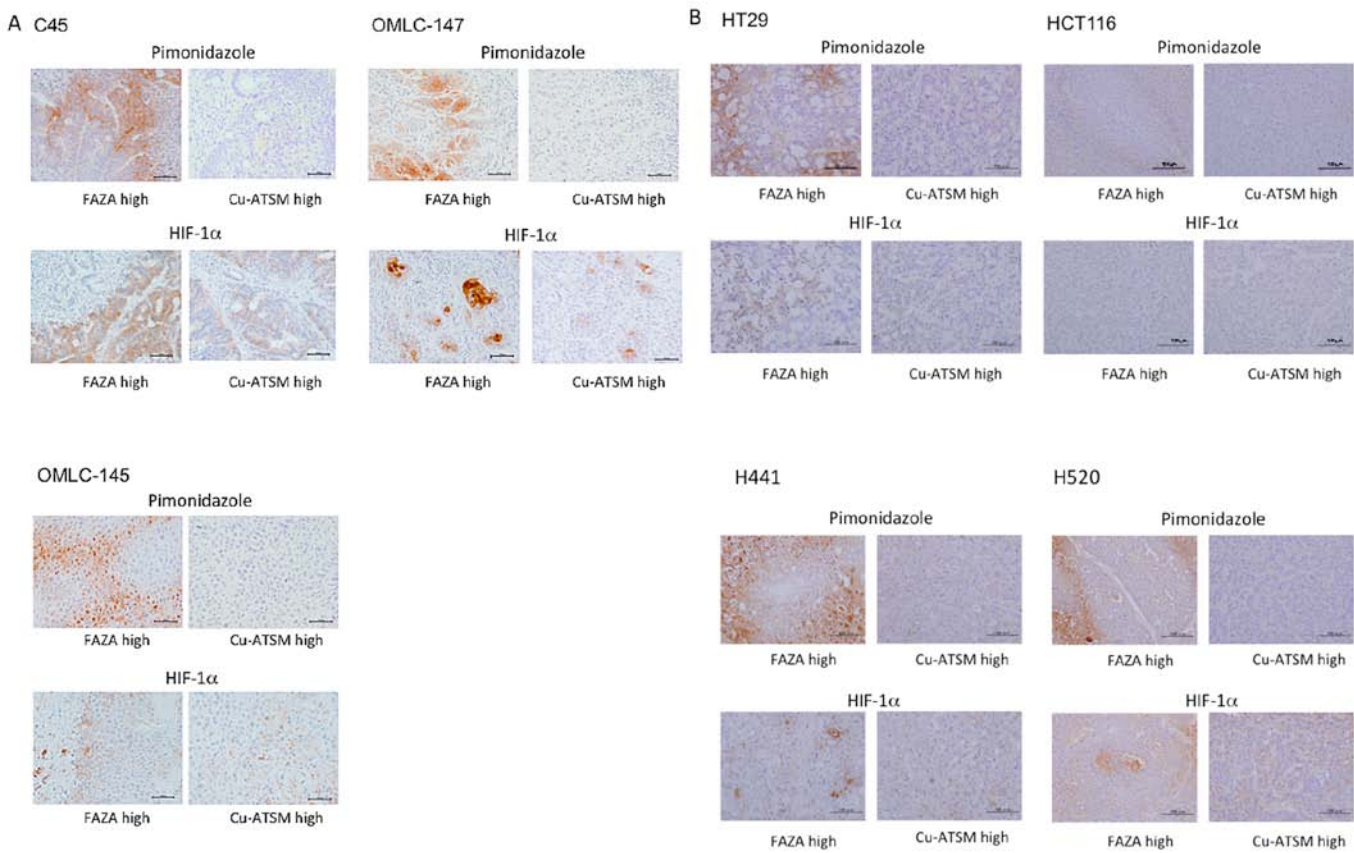 A C45 OMLC-147
Pimonidazole Pimonidazole
FAZA high Cu-ATSM high FAZA high Cu-ATSM high
HIF-1α HIF-1α
FAZA high Cu-ATSM high FAZA high Cu-ATSM high
OMLC-145
Pimonidazole
FAZA high Cu-ATSM high
HIF-1α
FAZA high Cu-ATSM high
B HT29 HCT116
Pimonidazole Pimonidazole
FAZA high Cu-ATSM high FAZA high Cu-ATSM high
HIF-1α HIF-1α
FAZA high Cu-ATSM high FAZA high Cu-ATSM high
H441 H520
Pimonidazole Pimonidazole
FAZA high Cu-ATSM high FAZA high Cu-ATSM high
HIF-1α HIF-1α
FAZA high Cu-ATSM high FAZA high Cu-ATSM high